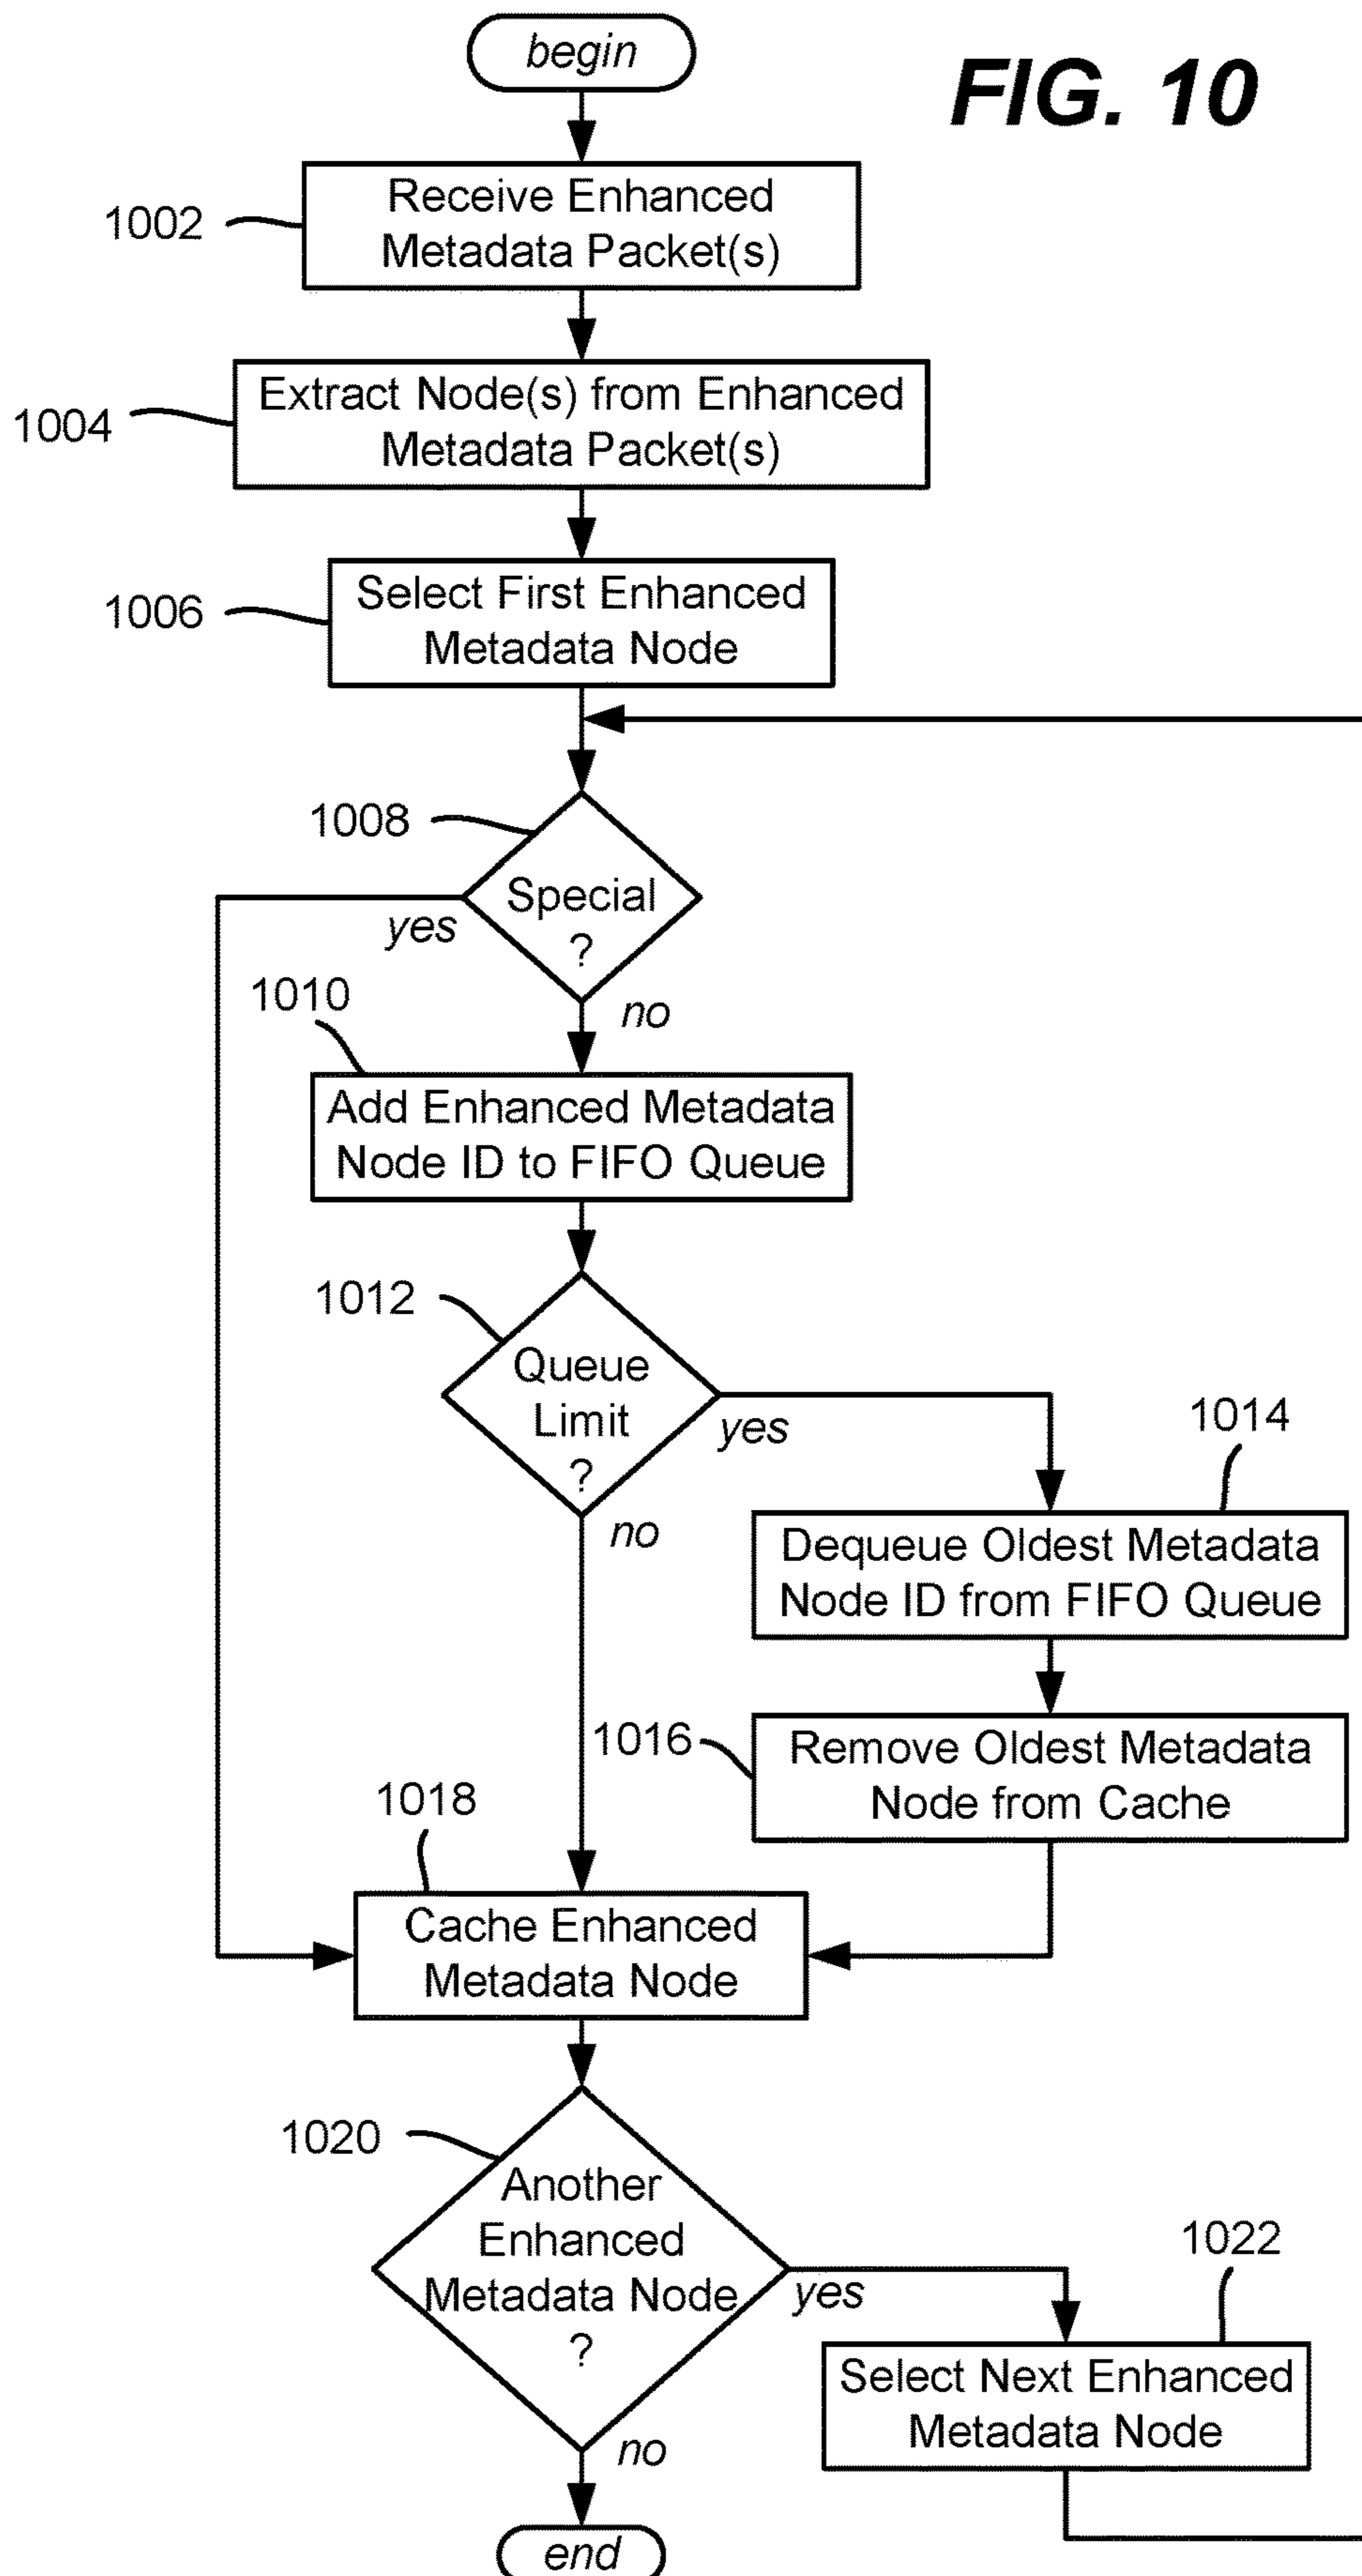 begin
FIG. 10
1002
Receive Enhanced
Metadata Packet(s)
1004
Extract Node(s) from Enhanced
Metadata Packet(s)
1006
Select First Enhanced
Metadata Node
1008
Special
?
yes
no
1010
Add Enhanced Metadata
Node ID to FIFO Queue
1012
Queue
Limit
?
yes
no
1014
Dequeue Oldest Metadata
Node ID from FIFO Queue
1016
Remove Oldest Metadata
Node from Cache
1018
Cache Enhanced
Metadata Node
1020
Another
Enhanced
Metadata Node
?
yes
no
1022
Select Next Enhanced
Metadata Node
end